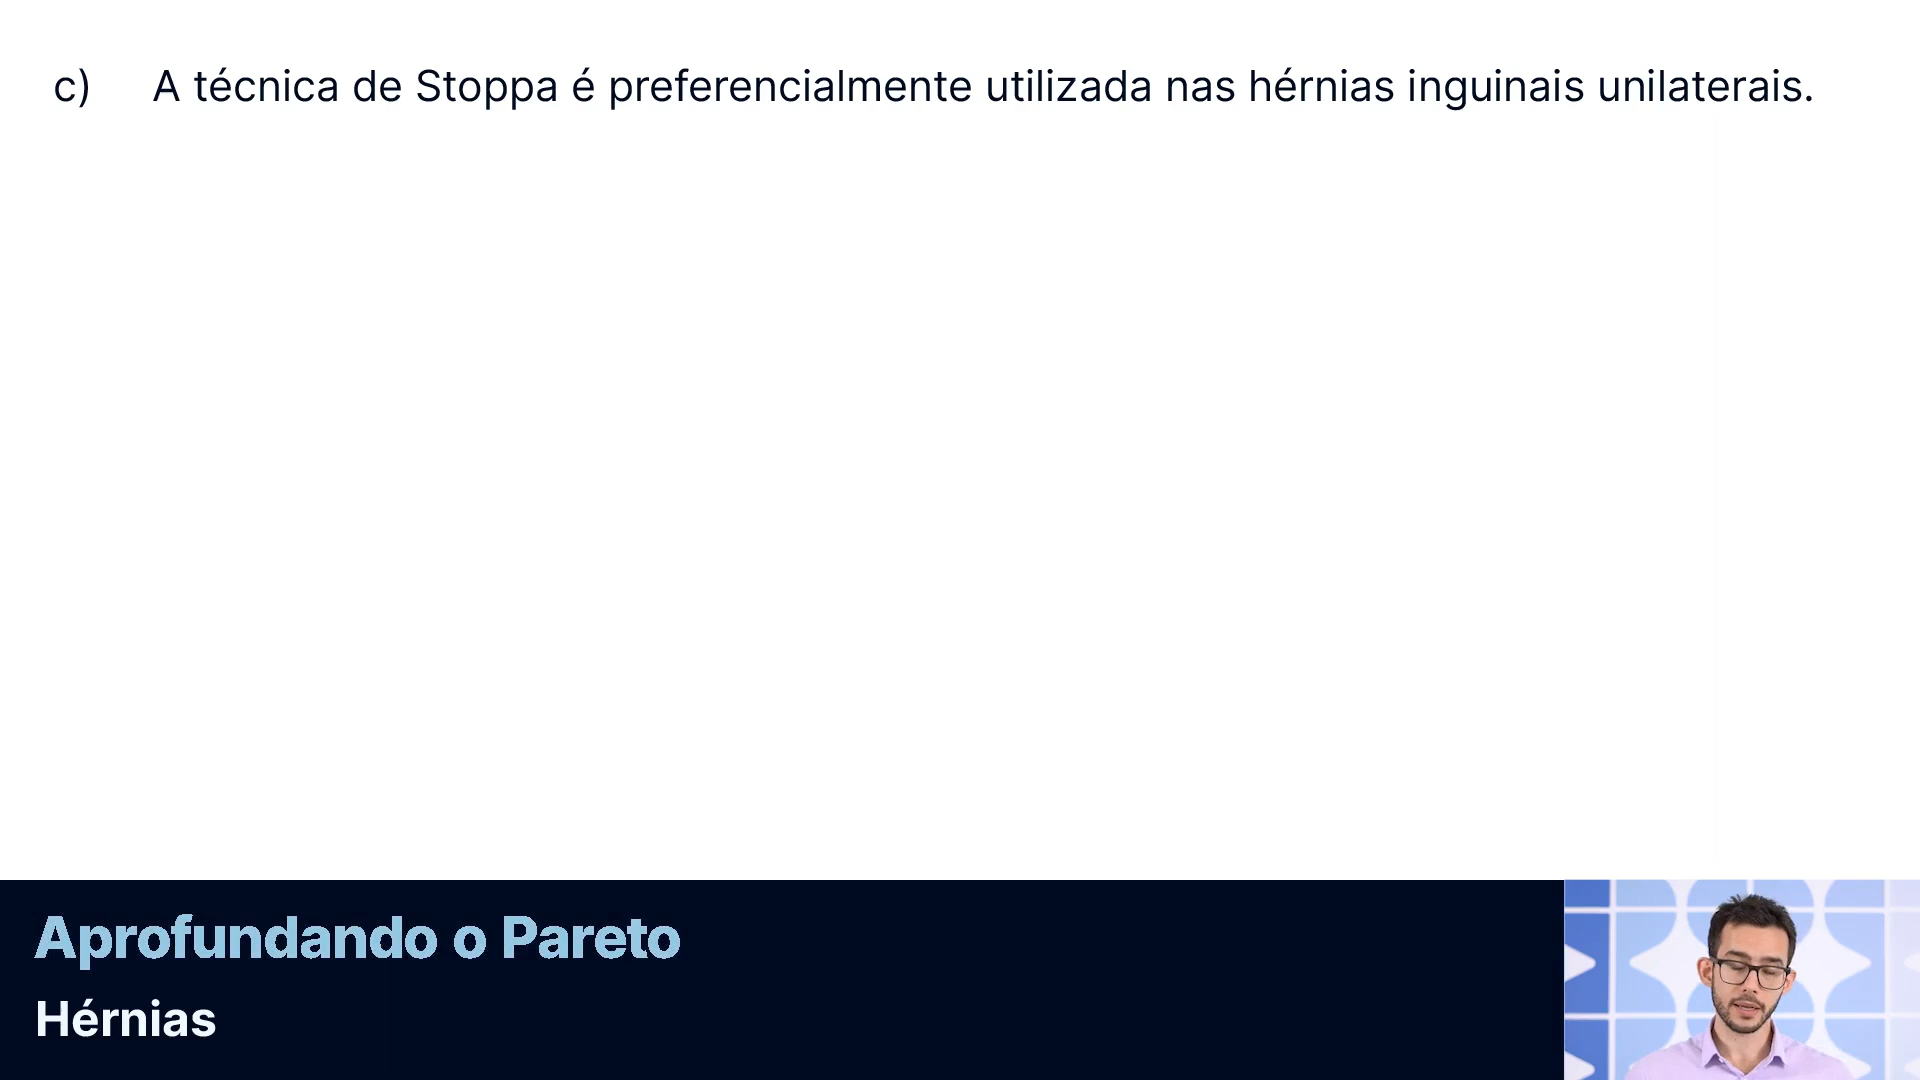 c) A técnica de Stoppa é preferencialmente utilizada nas hérnias inguinais unilaterais.
Aprofundando o Pareto
Hérnias